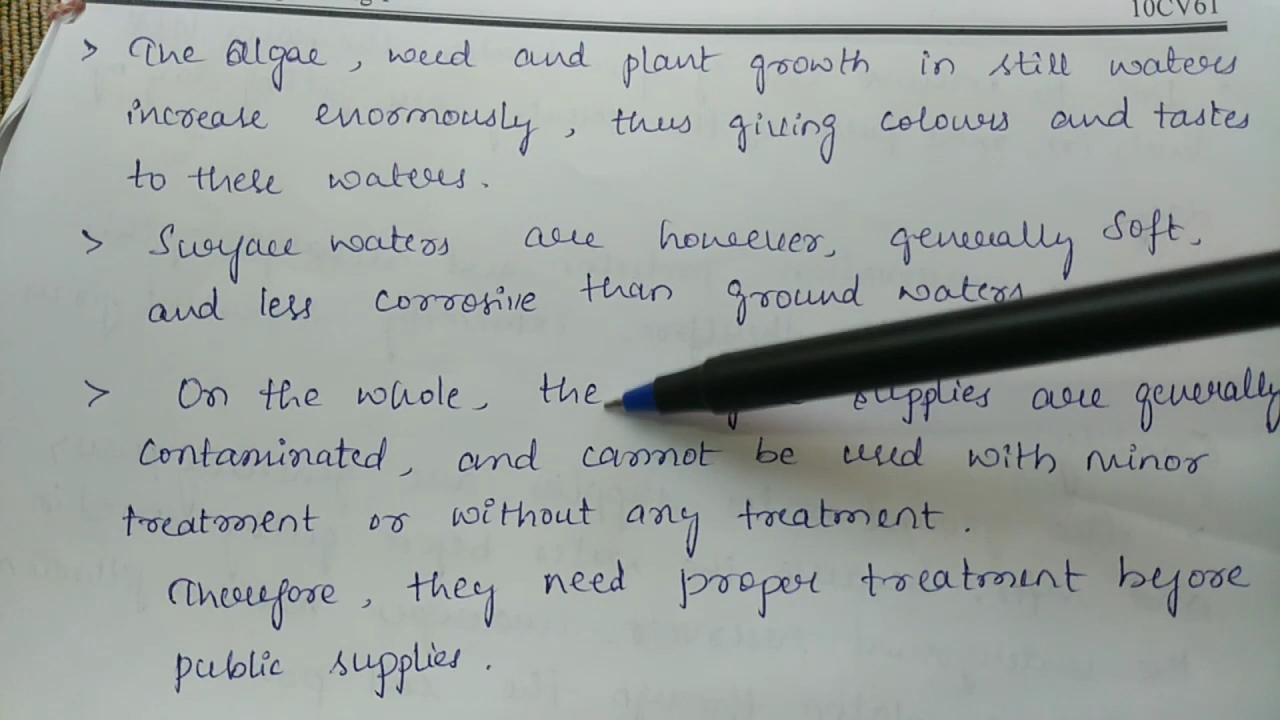 10CV61
> The algae, weed and plant growth in still waters
increase enormously, thus giving colours and tastes
to these waters.
> Surface waters are however, generally soft,
and less corrosive than ground waters
> On the whole, the supplies are generally
contaminated, and cannot be used with minor
treatment or without any treatment.
Therefore, they need proper treatment before
public supplies.